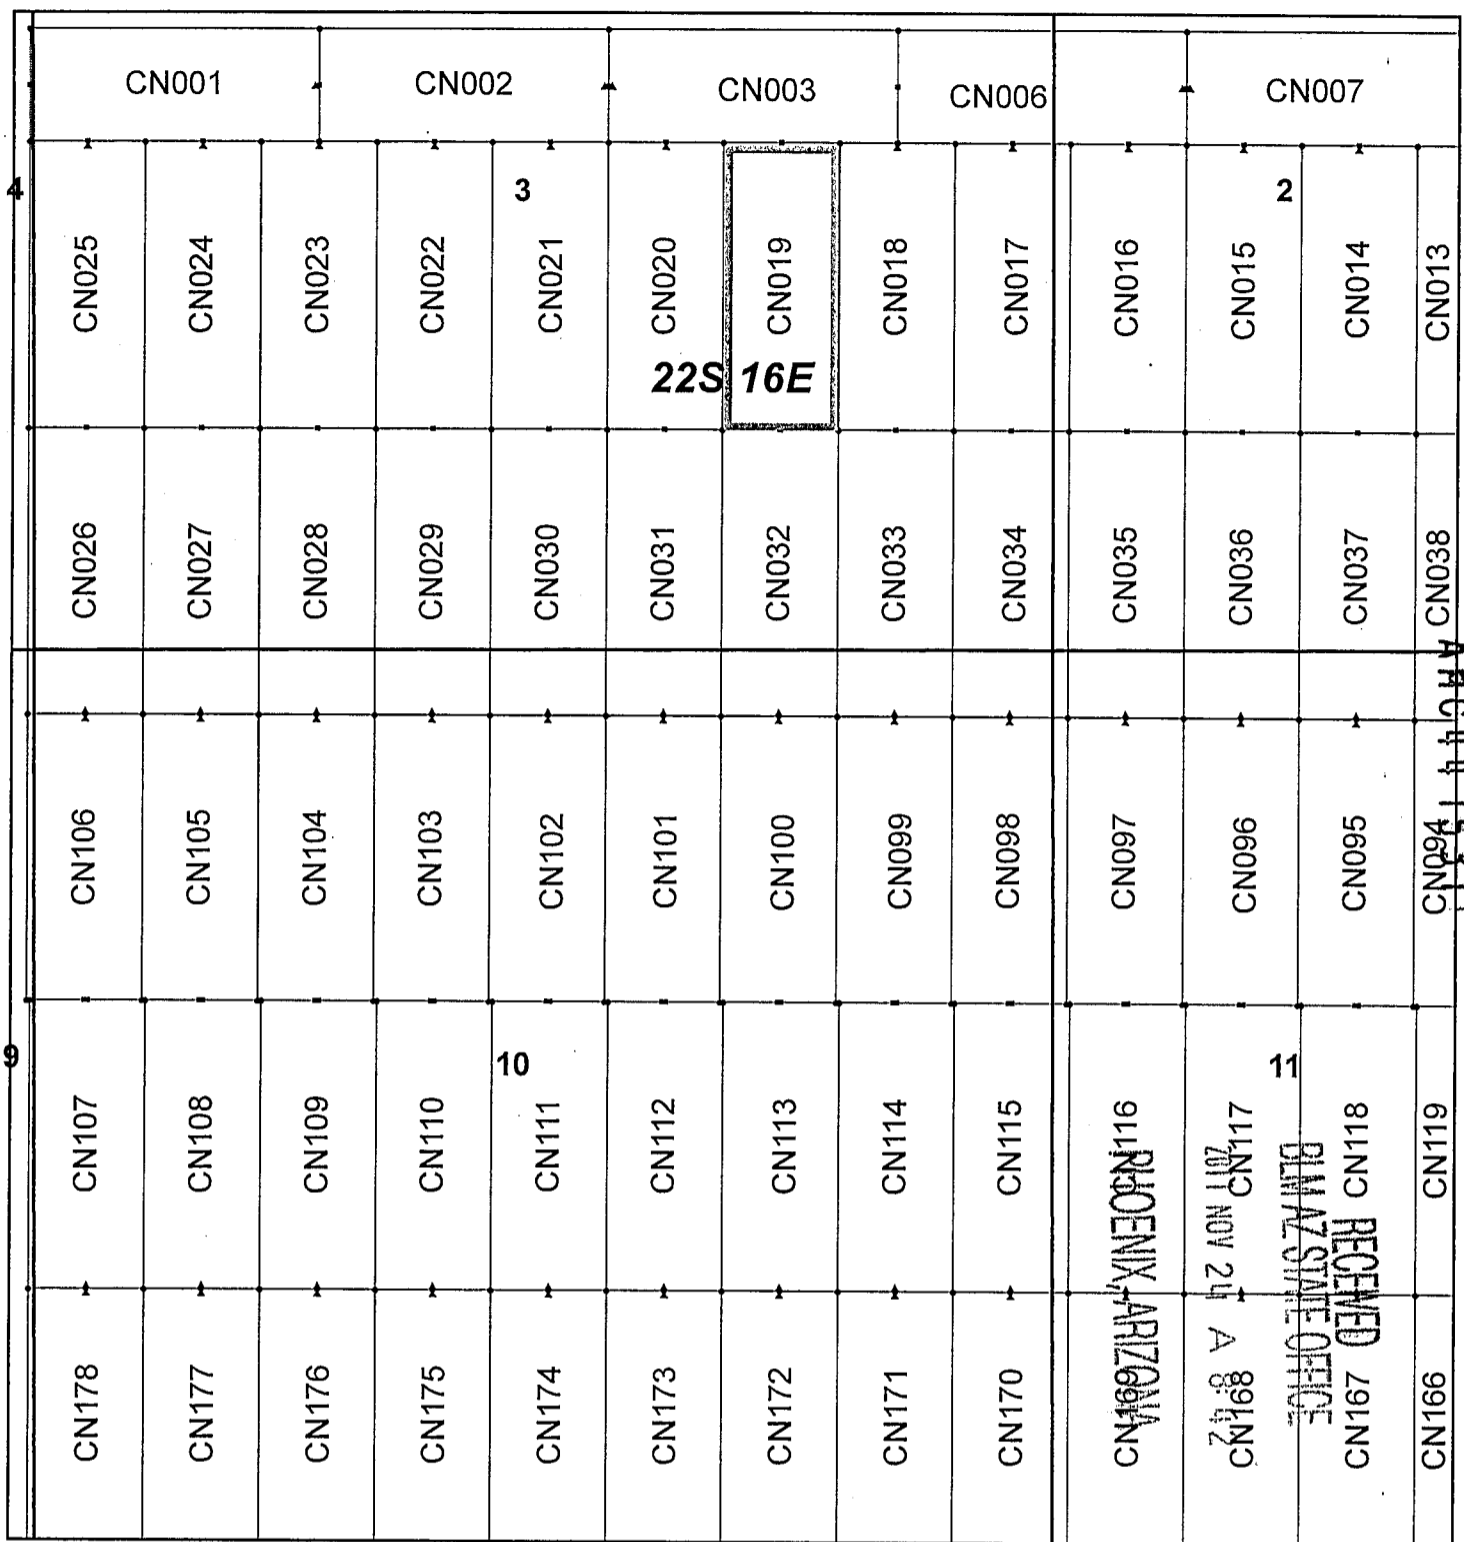 CN001 CN002 CN003 CN006 CN007
4 3 2
CN025 CN024 CN023 CN022 CN021 CN020 CN019 CN018 CN017 CN016 CN015 CN014 CN013
22S 16E
CN026 CN027 CN028 CN029 CN030 CN031 CN032 CN033 CN034 CN035 CN036 CN037 CN038
CN106 CN105 CN104 CN103 CN102 CN101 CN100 CN099 CN098 CN097 CN096 CN095 CN094
9 10 11
CN107 CN108 CN109 CN110 CN111 CN112 CN113 CN114 CN115 CN116 CN117 CN118 CN119
CN178 CN177 CN176 CN175 CN174 CN173 CN172 CN171 CN170 CN169 CN168 CN167 CN166
RECEIVED
BLM AZ STATE OFFICE
2011 NOV 24 A 8:42
PHOENIX, ARIZONA